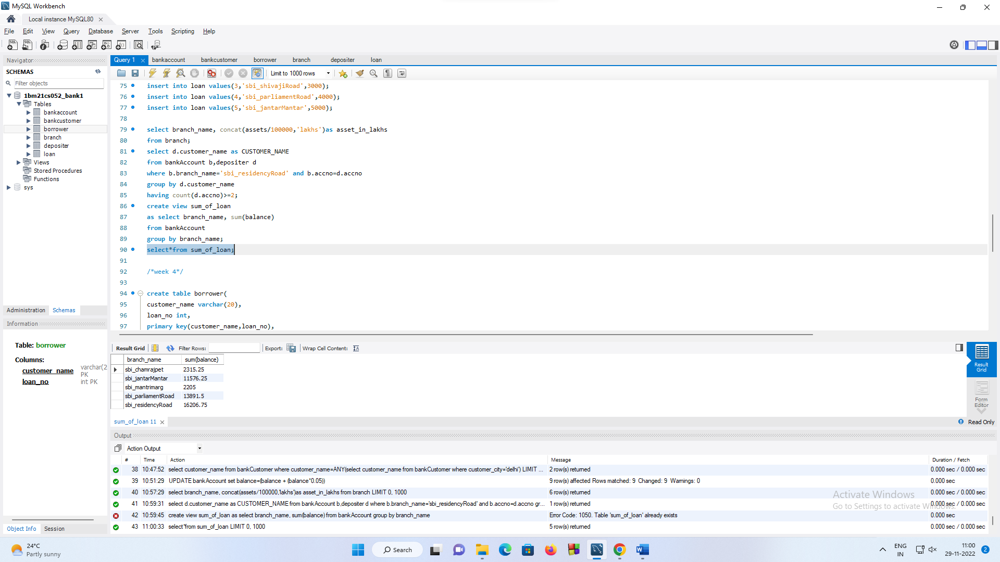 MySQL Workbench
Local instance MySQL80
File Edit View Query Database Server Tools Scripting Help
Navigator
SCHEMAS
Filter objects
1bm21cs052_bank1
Tables
bankaccount
bankcustomer
borrower
branch
depositer
loan
Views
Stored Procedures
Functions
sys
Administration Schemas
Information
Table: borrower
Columns:
customer_name varchar(2
PK
loan_no int PK
Object Info Session
Query 1 bankaccount bankcustomer borrower branch depositer loan
Limit to 1000 rows
75 insert into loan values(3,'sbi_shivajiRoad',3000);
76 insert into loan values(4,'sbi_parliamentRoad',4000);
77 insert into loan values(5,'sbi_jantarMantar',5000);
78
79 select branch_name, concat(assets/100000,'lakhs')as asset_in_lakhs
80 from branch;
81 select d.customer_name as CUSTOMER_NAME
82 from bankAccount b,depositer d
83 where b.branch_name='sbi_residencyRoad' and b.accno=d.accno
84 group by d.customer_name
85 having count(d.accno)>=2;
86 create view sum_of_loan
87 as select branch_name, sum(balance)
88 from bankAccount
89 group by branch_name;
90 select*from sum_of_loan;
91
92 /*week 4*/
93
94 create table borrower(
95 customer_name varchar(20),
96 loan_no int,
97 primary key(customer_name,loan_no),
Result Grid Filter Rows: Export: Wrap Cell Content:
branch_name sum(balance)
sbi_chamrajpet 2315.25
sbi_jantarMantar 11576.25
sbi_mantrimarg 2205
sbi_parliamentRoad 13891.5
sbi_residencyRoad 16206.75
Result
Grid
Form
Editor
sum_of_loan 11
Read Only
Output
Action Output
# Time Action Message Duration / Fetch
38 10:47:52 select customer_name from bankCustomer where customer_name=ANY(select customer_name from bankCustomer where customer_city='delhi') LIMIT ... 2 row(s) returned 0.000 sec / 0.000 sec
39 10:51:29 UPDATE bankAccount set balance=(balance + (balance*0.05)) 9 row(s) affected Rows matched: 9 Changed: 9 Warnings: 0 0.000 sec
40 10:57:29 select branch_name, concat(assets/100000,'lakhs')as asset_in_lakhs from branch LIMIT 0, 1000 6 row(s) returned 0.000 sec / 0.000 sec
41 10:59:31 select d.customer_name as CUSTOMER_NAME from bankAccount b,depositer d where b.branch_name='sbi_residencyRoad' and b.accno=d.accno gr... 1 row(s) returned 0.000 sec / 0.000 sec
42 10:59:45 create view sum_of_loan as select branch_name, sum(balance) from bankAccount group by branch_name Error Code: 1050. Table 'sum_of_loan' already exists 0.000 sec
43 11:00:33 select*from sum_of_loan LIMIT 0, 1000 5 row(s) returned 0.000 sec / 0.000 sec
Activate Windows
Go to Settings to activate Windows.
24°C
Partly sunny
Search
ENG
IN
11:00
29-11-2022
2